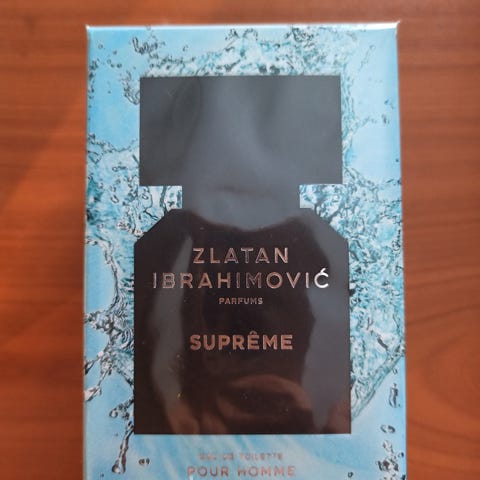 ZLATAN
IBRAHIMOVIĆ
PARFUMS
SUPRÊME
EAU DE TOILETTE
POUR HOMME